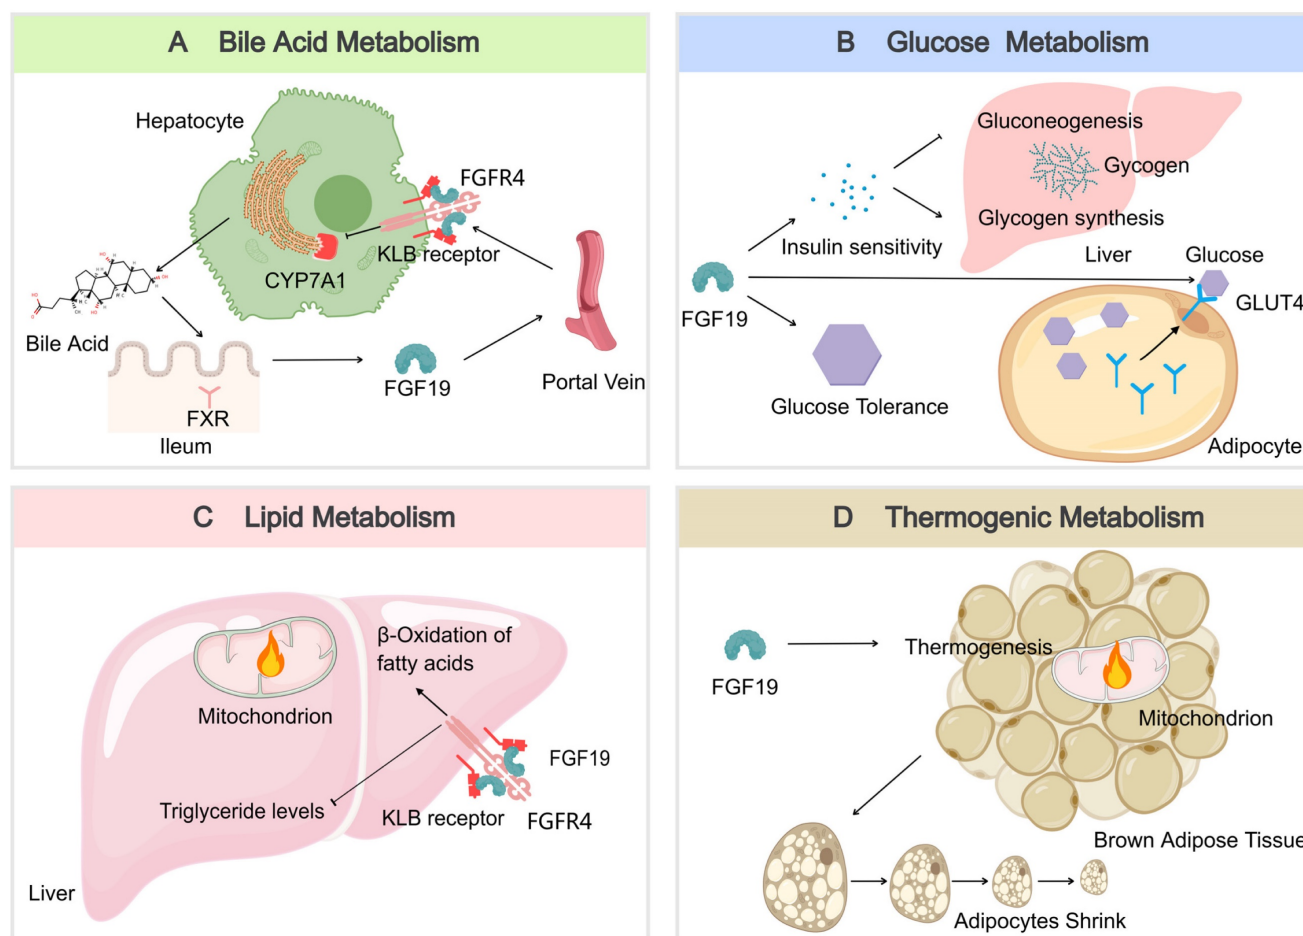 A Bile Acid Metabolism
Hepatocyte
FGFR4
KLB receptor
CYP7A1
Bile Acid
FXR
Ileum
FGF19
Portal Vein
B Glucose Metabolism
Gluconeogenesis
Gycogen
Glycogen synthesis
Insulin sensitivity
Liver
Glucose
GLUT4
FGF19
Glucose Tolerance
Adipocyte
C Lipid Metabolism
β-Oxidation of
fatty acids
Mitochondrion
FGF19
Triglyceride levels
KLB receptor
FGFR4
Liver
D Thermogenic Metabolism
Thermogenesis
FGF19
Mitochondrion
Brown Adipose Tissue
Adipocytes Shrink